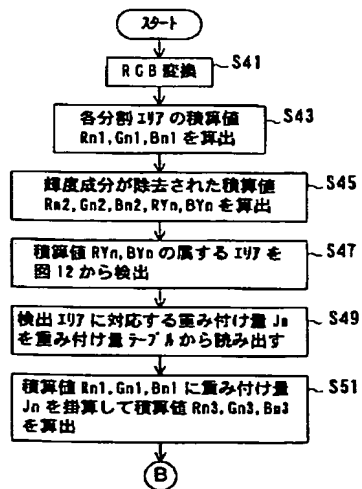 スタート
RGB変換
S41
各分割エリアの積算値
Rn1,Gn1,Bn1を算出
S43
輝度成分が除去された積算値
Rn2,Gn2,Bn2,RYn,BYnを算出
S45
積算値RYn,BYnの属するエリアを
図12から検出
S47
検出エリアに対応する重み付け量Jn
を重み付け量テーブルから読み出す
S49
積算値Rn1,Gn1,Bn1に重み付け量
Jnを掛算して積算値Rn3,Gn3,Bn3
を算出
S51
B